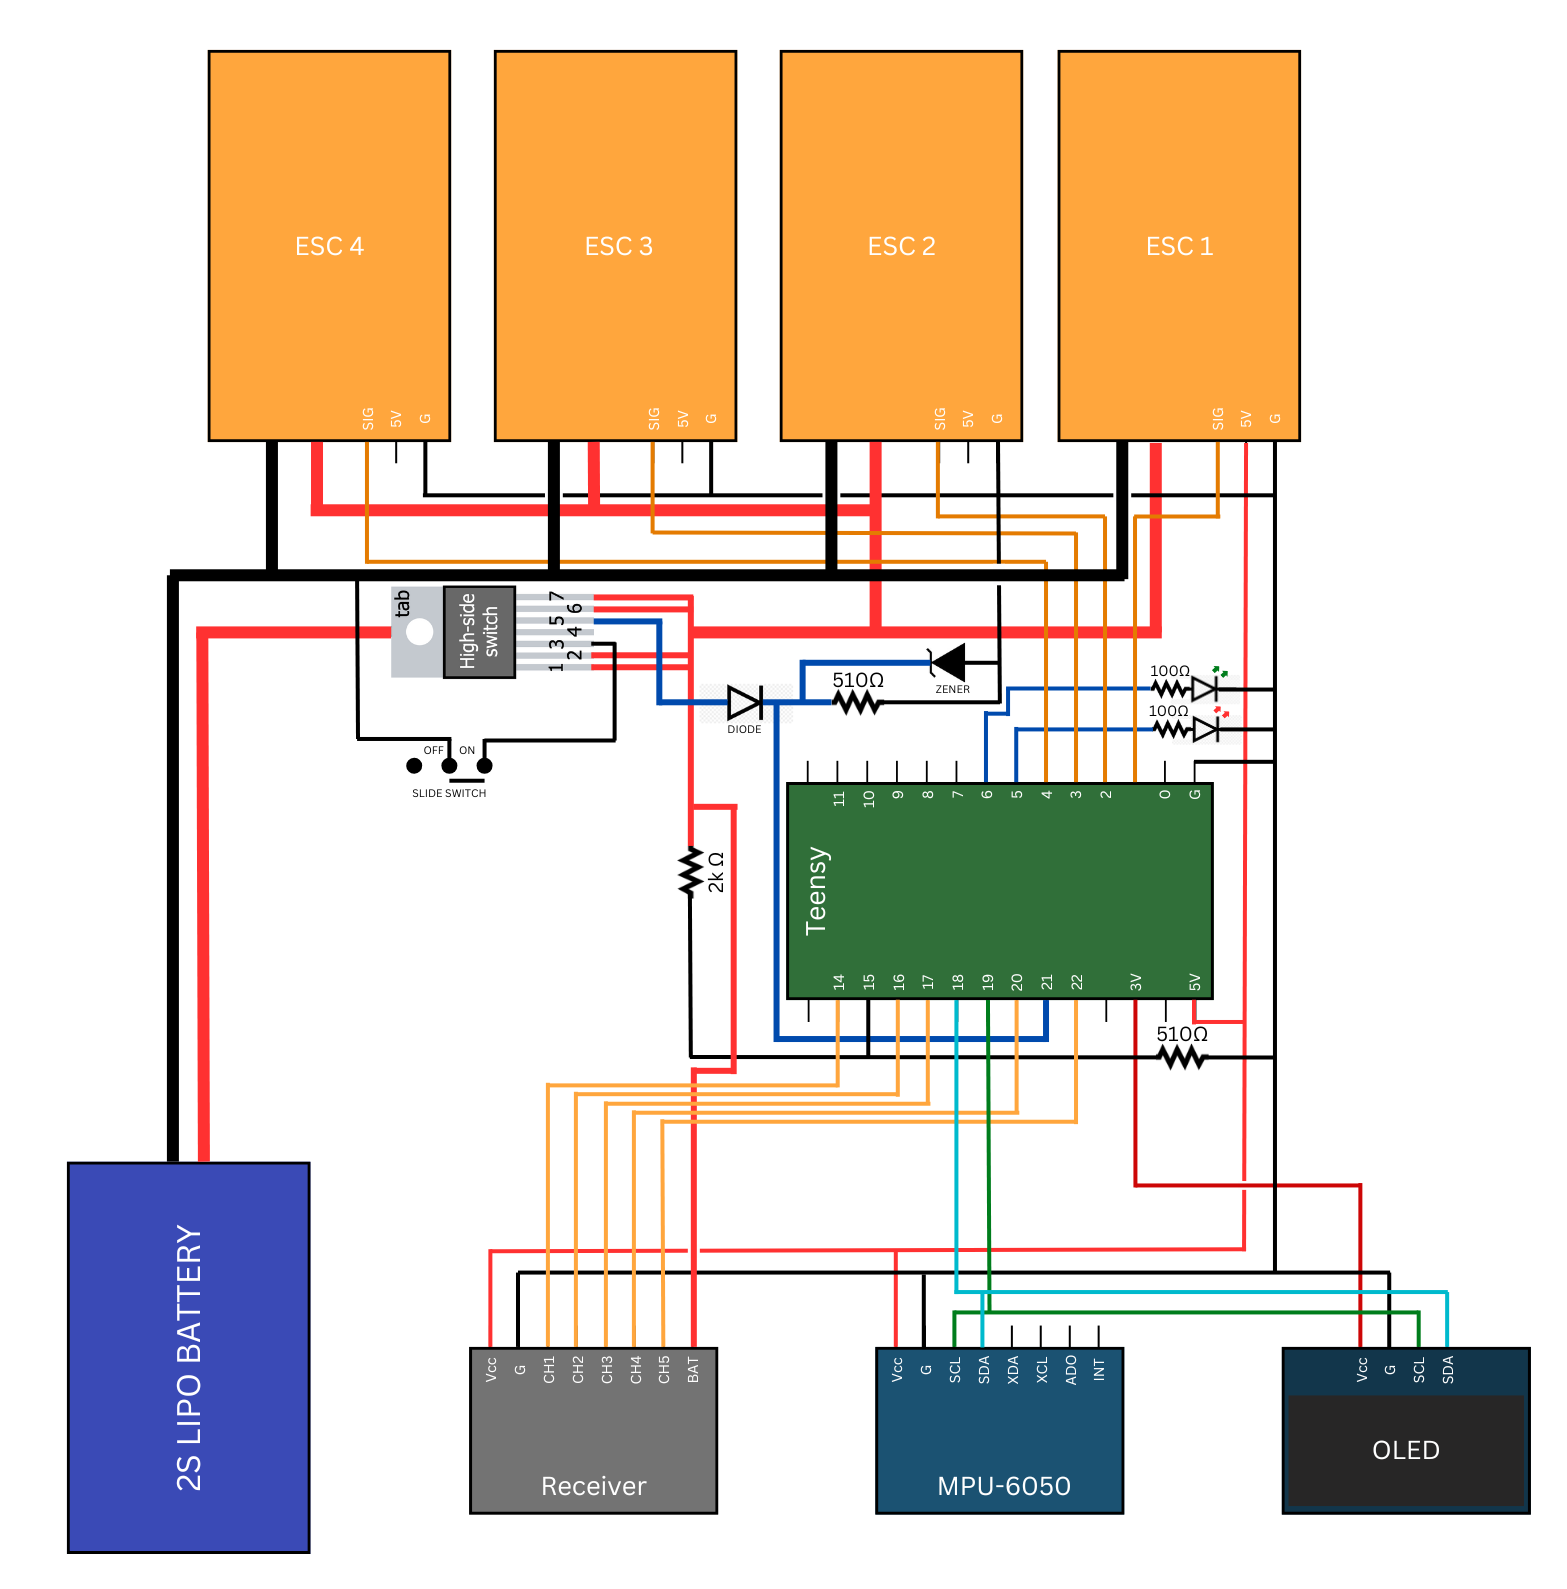 ESC 4
ESC 3
ESC 2
ESC 1
SIG
5V
G
SIG
5V
G
SIG
5V
G
SIG
5V
G
tab
High-side
switch
7
6
5
4
3
2
1
OFF
ON
SLIDE SWITCH
DIODE
510Ω
ZENER
100Ω
100Ω
2k Ω
11
10
9
8
7
6
5
4
3
2
0
G
Teensy
14
15
16
17
18
19
20
21
22
3V
5V
510Ω
2S LIPO BATTERY
Vcc
G
CH1
CH2
CH3
CH4
CH5
BAT
Receiver
Vcc
G
SCL
SDA
XDA
XCL
ADO
INT
MPU-6050
Vcc
G
SCL
SDA
OLED